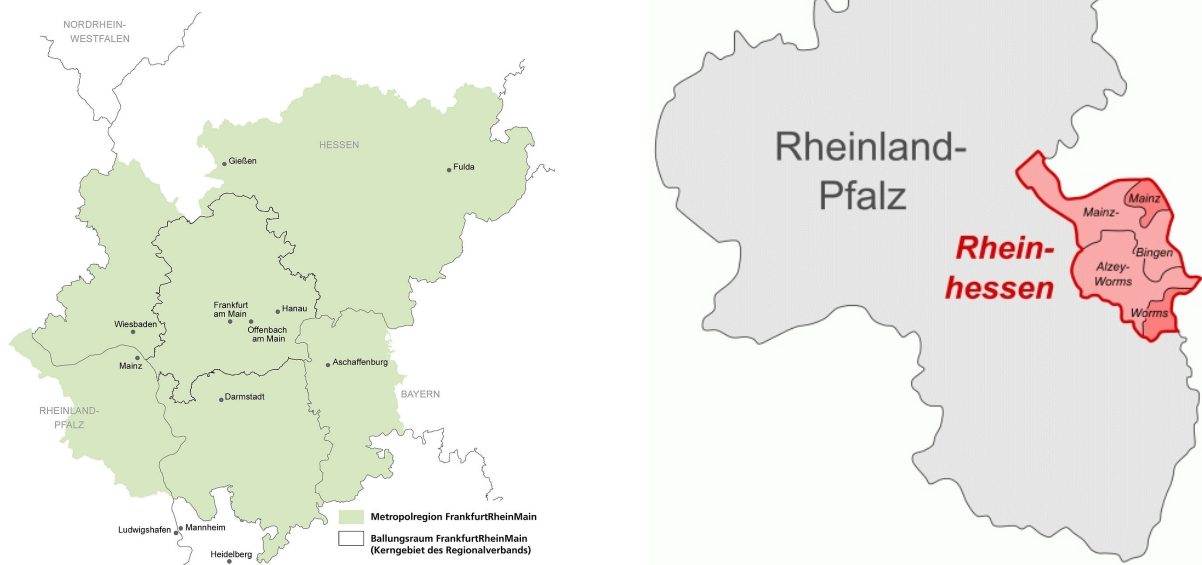 NORDRHEIN-
WESTFALEN
HESSEN
Gießen
Fulda
Frankfurt
am Main
Hanau
Offenbach
am Main
Wiesbaden
Mainz
Aschaffenburg
Darmstadt
BAYERN
RHEINLAND-
PFALZ
Ludwigshafen
Mannheim
Heidelberg
Metropolregion FrankfurtRheinMain
Ballungsraum FrankfurtRheinMain
(Kerngebiet des Regionalverbands)
Rheinland-
Pfalz
Rhein-
hessen
Mainz
Mainz-
Bingen
Alzey-
Worms
Worms